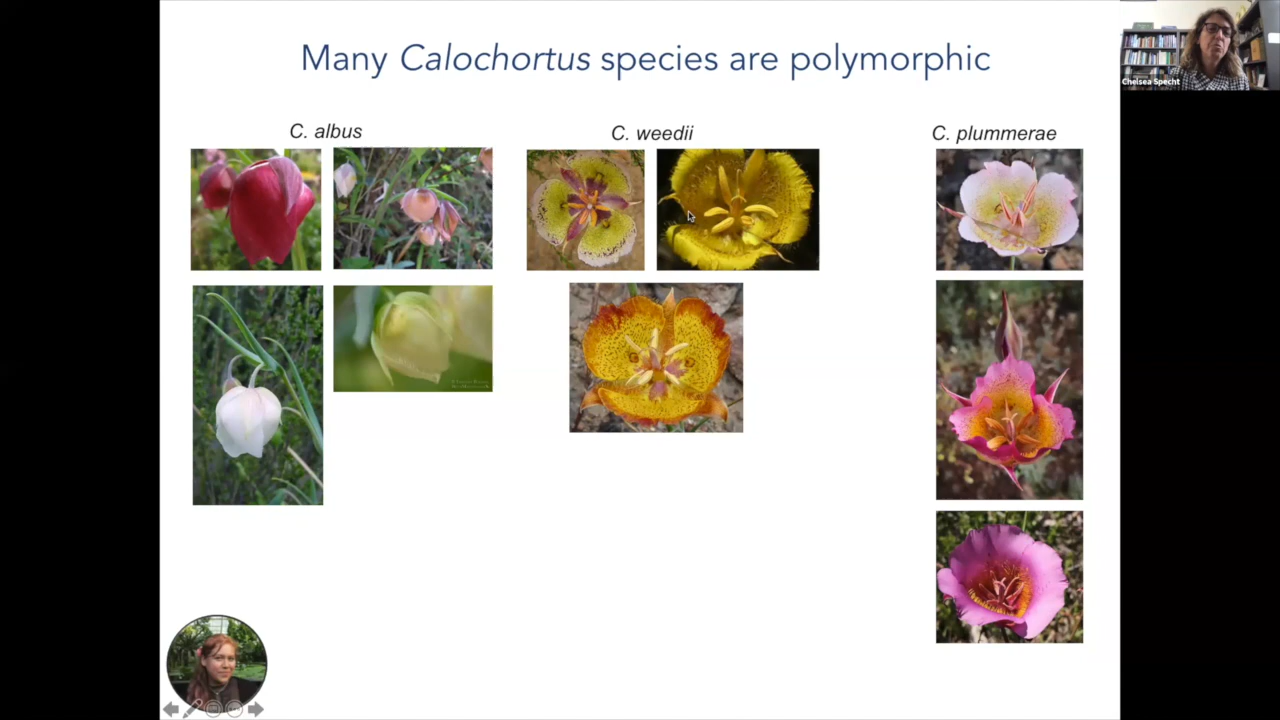 Many Calochortus species are polymorphic
Chelsea Specht
C. albus
C. weedii
C. plummerae